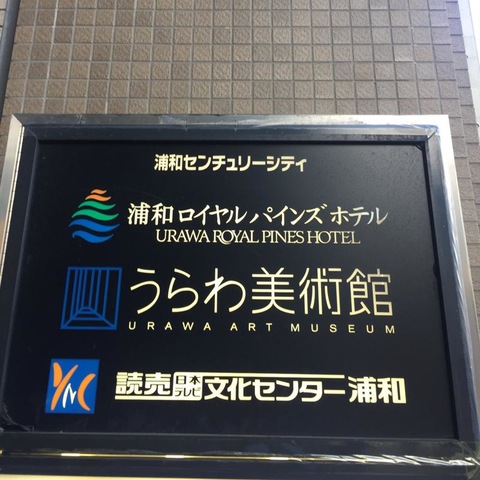 浦和センチュリーシティ
浦和ロイヤルパインズホテル
URAWA ROYAL PINES HOTEL
うらわ美術館
URAWA ART MUSEUM
YNC 読売日本テレビ文化センター浦和